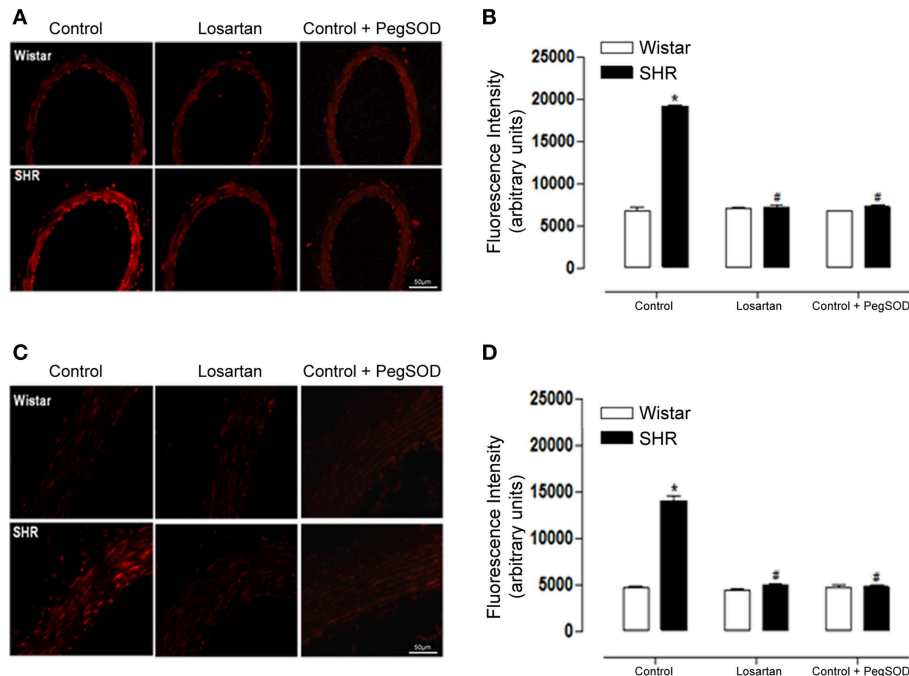 A
Control
Losartan
Control + PegSOD
Wistar
SHR
50µm
B
Wistar
SHR
Fluorescence Intensity
(arbitrary units)
25000
20000
15000
10000
5000
0
*
#
#
Control
Losartan
Control + PegSOD
C
Control
Losartan
Control + PegSOD
Wistar
SHR
50µm
D
Wistar
SHR
Fluorescence Intensity
(arbitrary units)
25000
20000
15000
10000
5000
0
*
#
#
Control
Losartan
Control + PegSOD